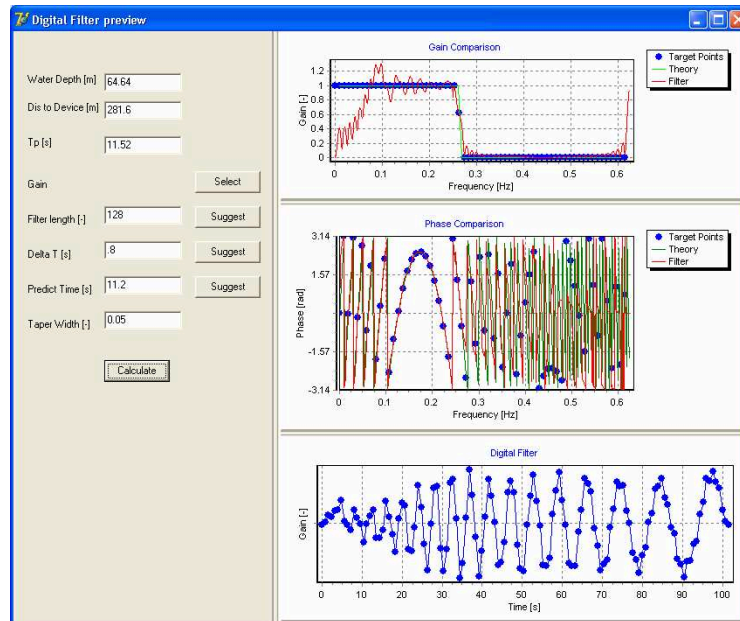 Digital Filter preview
Water Depth [m] 64.64
Dis to Device [m] 281.6
Tp [s] 11.52
Gain Select
Filter length [-] 128 Suggest
Delta T [s] .8 Suggest
Predict Time [s] 11.2 Suggest
Taper Width [-] 0.05
Calculate
Gain Comparison
Gain [-]
1.2
1
0.8
0.6
0.4
0.2
0
0 0.1 0.2 0.3 0.4 0.5 0.6
Frequency [Hz]
Target Points
Theory
Filter
Phase Comparison
Phase [rad]
3.14
1.57
-1.57
-3.14
0 0.1 0.2 0.3 0.4 0.5 0.6
Frequency [Hz]
Target Points
Theory
Filter
Digital Filter
Gain [-]
0 10 20 30 40 50 60 70 80 90 100
Time [s]